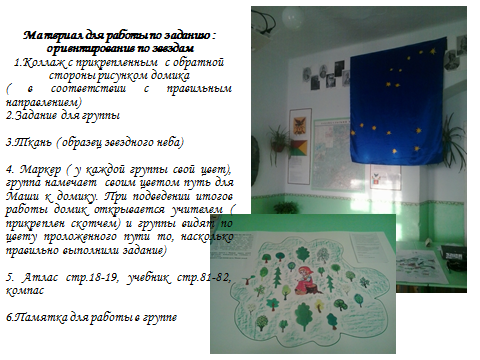 Материал для работы по заданию :
ориентирование по звездам
1.Коллаж с прикрепленным с обратной
стороны рисунком домика
( в соответствии с правильным
направлением)
2.Задание для группы
3.Ткань ( образец звездного неба)
4. Маркер ( у каждой группы свой цвет),
группа намечает своим цветом путь для
Маши к домику. При подведении итогов
работы домик открывается учителем (
прикреплен скотчем) и группы видят по
цвету проложенного пути то, насколько
правильно выполнили задание)
5. Атлас стр.18-19, учебник стр.81-82,
компас
6.Памятка для работы в группе